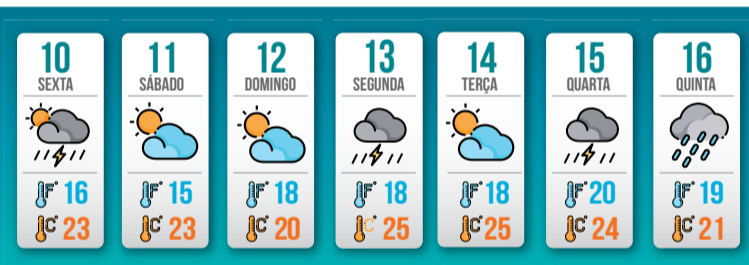 10
SEXTA
F° 16
C° 23
11
SÁBADO
F° 15
C° 23
12
DOMINGO
F° 18
C° 20
13
SEGUNDA
F° 18
C° 25
14
TERÇA
F° 18
C° 25
15
QUARTA
F° 20
C° 24
16
QUINTA
F° 19
C° 21